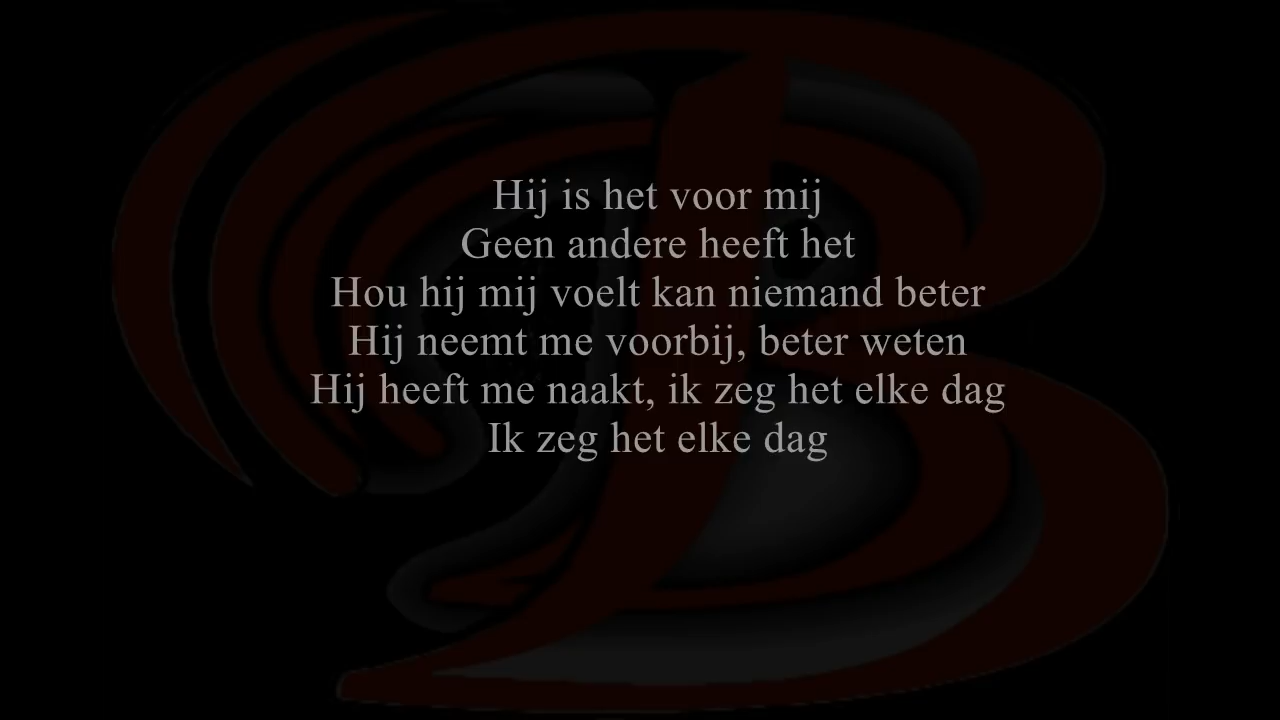 Hij is het voor mij
Geen andere heeft het
Hou hij mij voelt kan niemand beter
Hij neemt me voorbij, beter weten
Hij heeft me naakt, ik zeg het elke dag
Ik zeg het elke dag